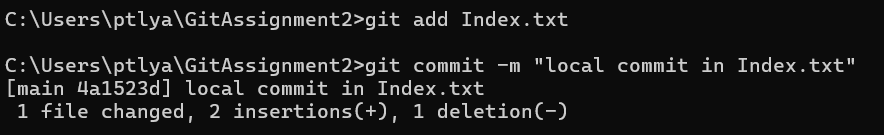 C:\Users\ptlya\GitAssignment2>git add Index.txt
C:\Users\ptlya\GitAssignment2>git commit -m "local commit in Index.txt"
[main 4a1523d] local commit in Index.txt
 1 file changed, 2 insertions(+), 1 deletion(-)